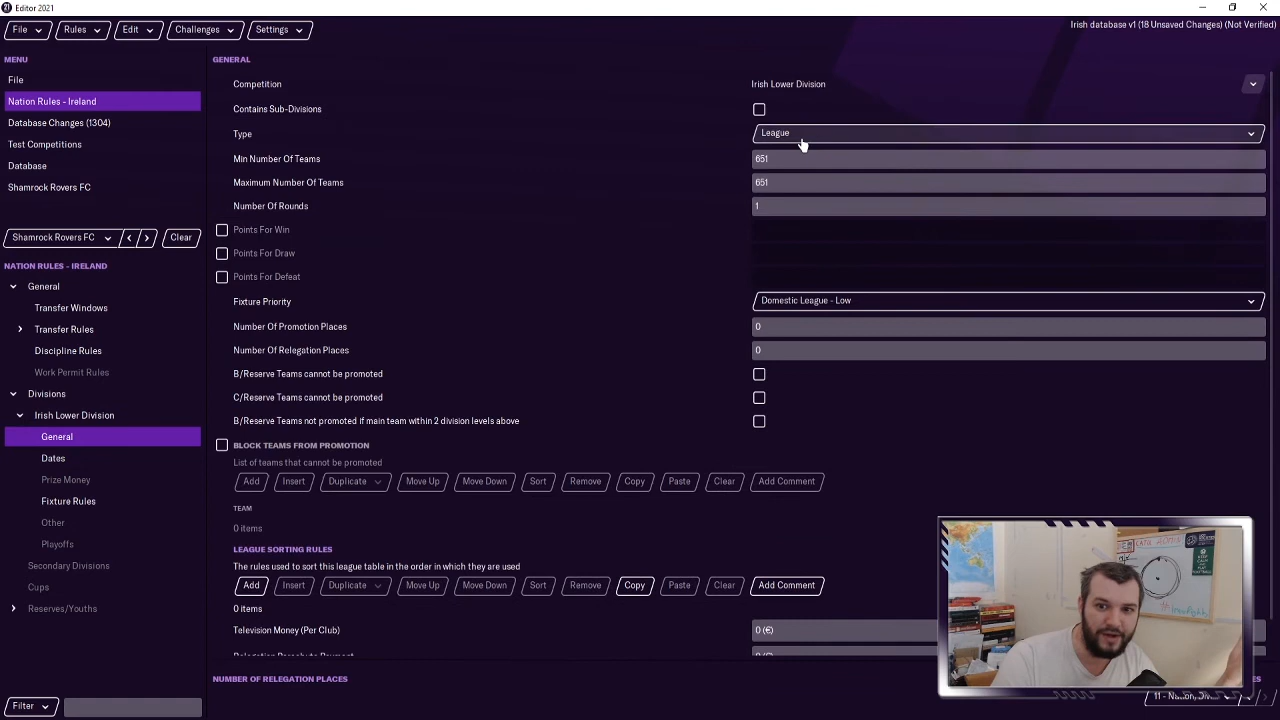 21 Editor 2021
File
Rules
Edit
Challenges
Settings
Irish database v1 (18 Unsaved Changes) (Not Verified)
MENU
File
Nation Rules - Ireland
Database Changes (1304)
Test Competitions
Database
Shamrock Rovers FC
Shamrock Rovers FC
Clear
NATION RULES - IRELAND
General
Transfer Windows
Transfer Rules
Discipline Rules
Work Permit Rules
Divisions
Irish Lower Division
General
Dates
Prize Money
Fixture Rules
Other
Playoffs
Secondary Divisions
Cups
Reserves/Youths
Filter
GENERAL
Competition Irish Lower Division
Contains Sub-Divisions
Type League
Min Number Of Teams 651
Maximum Number Of Teams 651
Number Of Rounds 1
Points For Win
Points For Draw
Points For Defeat
Fixture Priority Domestic League - Low
Number Of Promotion Places 0
Number Of Relegation Places 0
B/Reserve Teams cannot be promoted
C/Reserve Teams cannot be promoted
B/Reserve Teams not promoted if main team within 2 division levels above
BLOCK TEAMS FROM PROMOTION
List of teams that cannot be promoted
Add Insert Duplicate Move Up Move Down Sort Remove Copy Paste Clear Add Comment
TEAM
0 items
LEAGUE SORTING RULES
The rules used to sort this league table in the order in which they are used
Add Insert Duplicate Move Up Move Down Sort Remove Copy Paste Clear Add Comment
0 items
Television Money (Per Club) 0 (€)
Relegation Parachute Payment
NUMBER OF RELEGATION PLACES
11 - Nation, Divis